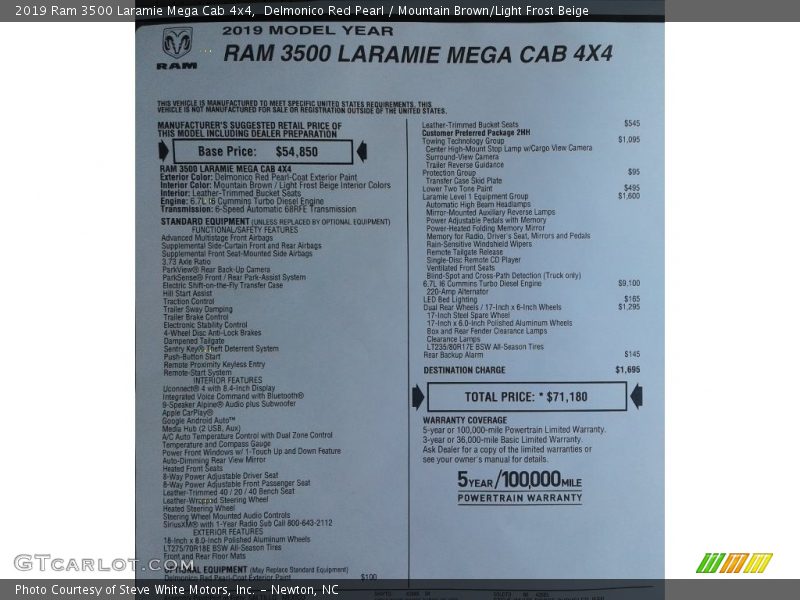 2019 Ram 3500 Laramie Mega Cab 4x4, Delmonico Red Pearl / Mountain Brown/Light Frost Beige
RAM
2019 MODEL YEAR
RAM 3500 LARAMIE MEGA CAB 4X4
THIS VEHICLE IS MANUFACTURED TO MEET SPECIFIC UNITED STATES REQUIREMENTS. THIS
VEHICLE IS NOT MANUFACTURED FOR SALE OR REGISTRATION OUTSIDE OF THE UNITED STATES.
MANUFACTURER'S SUGGESTED RETAIL PRICE OF
THIS MODEL INCLUDING DEALER PREPARATION
Base Price: $54,850
RAM 3500 LARAMIE MEGA CAB 4X4
Exterior Color: Delmonico Red Pearl-Coat Exterior Paint
Interior Color: Mountain Brown / Light Frost Beige Interior Colors
Interior: Leather-Trimmed Bucket Seats
Engine: 6.7L I6 Cummins Turbo Diesel Engine
Transmission: 6-Speed Automatic 68RFE Transmission
STANDARD EQUIPMENT (UNLESS REPLACED BY OPTIONAL EQUIPMENT)
FUNCTIONAL/SAFETY FEATURES
Advanced Multistage Front Airbags
Supplemental Side-Curtain Front and Rear Airbags
Supplemental Front Seat-Mounted Side Airbags
3.73 Axle Ratio
ParkView® Rear Back-Up Camera
ParkSense® Front / Rear Park-Assist System
Electric Shift-on-the-Fly Transfer Case
Hill Start Assist
Traction Control
Trailer Sway Damping
Trailer Brake Control
Electronic Stability Control
4-Wheel Disc Anti-Lock Brakes
Dampened Tailgate
Sentry Key® Theft Deterrent System
Push-Button Start
Remote Proximity Keyless Entry
Remote-Start System
INTERIOR FEATURES
Uconnect® 4 with 8.4-Inch Display
Integrated Voice Command with Bluetooth®
9-Speaker Alpine® Audio plus Subwoofer
Apple CarPlay®
Google Android Auto™
Media Hub (2 USB, Aux)
A/C Auto Temperature Control with Dual Zone Control
Temperature and Compass Gauge
Power Front Windows w/ 1-Touch Up and Down Feature
Auto-Dimming Rear View Mirror
Heated Front Seats
8-Way Power Adjustable Driver Seat
8-Way Power Adjustable Front Passenger Seat
Leather-Trimmed 40 / 20 / 40 Bench Seat
Leather-Wrapped Steering Wheel
Heated Steering Wheel
Steering Wheel Mounted Audio Controls
SiriusXM® with 1-Year Radio Sub Call 800-643-2112
EXTERIOR FEATURES
18-Inch x 8.0-Inch Polished Aluminum Wheels
LT275/70R18E BSW All-Season Tires
Front and Rear Floor Mats
OPTIONAL EQUIPMENT (May Replace Standard Equipment)
Delmonico Red Pearl-Coat Exterior Paint $100
Leather-Trimmed Bucket Seats $545
Customer Preferred Package 2HH
Towing Technology Group $1,095
Center High-Mount Stop Lamp w/Cargo View Camera
Surround-View Camera
Trailer Reverse Guidance
Protection Group $95
Transfer Case Skid Plate
Lower Two Tone Paint $495
Laramie Level 1 Equipment Group $1,600
Automatic High Beam Headlamps
Mirror-Mounted Auxiliary Reverse Lamps
Power Adjustable Pedals with Memory
Power-Heated Folding Memory Mirror
Memory for Radio, Driver's Seat, Mirrors and Pedals
Rain-Sensitive Windshield Wipers
Remote Tailgate Release
Single-Disc Remote CD Player
Ventilated Front Seats
Blind-Spot and Cross-Path Detection (Truck only)
6.7L I6 Cummins Turbo Diesel Engine $9,100
220-Amp Alternator
LED Bed Lighting $165
Dual Rear Wheels / 17-Inch x 6-Inch Wheels $1,295
17-Inch Steel Spare Wheel
17-Inch x 6.0-Inch Polished Aluminum Wheels
Box and Rear Fender Clearance Lamps
Clearance Lamps
LT235/80R17E BSW All-Season Tires
Rear Backup Alarm $145
DESTINATION CHARGE $1,695
TOTAL PRICE: * $71,180
WARRANTY COVERAGE
5-year or 100,000-mile Powertrain Limited Warranty.
3-year or 36,000-mile Basic Limited Warranty.
Ask Dealer for a copy of the limited warranties or
see your owner's manual for details.
5YEAR/100,000MILE
POWERTRAIN WARRANTY
GTCarLot.com
Photo Courtesy of Steve White Motors, Inc. – Newton, NC